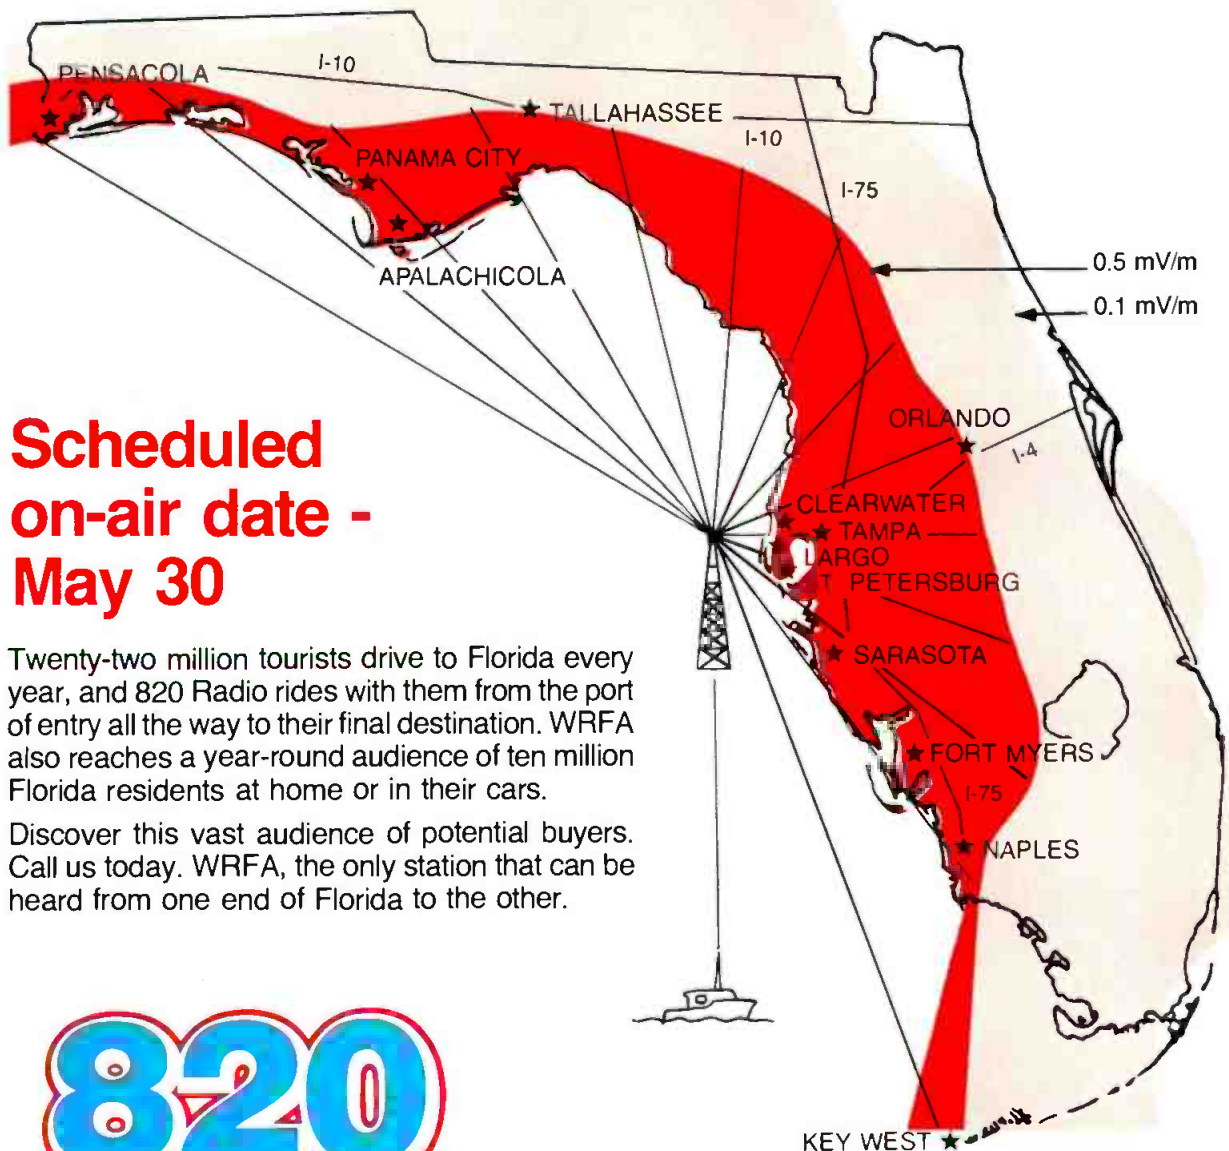 PENSACOLA
I-10
TALLAHASSEE
I-10
PANAMA CITY
I-75
APALACHICOLA
0.5 mV/m
0.1 mV/m
ORLANDO
I-4
CLEARWATER
TAMPA
LARGO
T PETERSBURG
SARASOTA
FORT MYERS
I-75
NAPLES
KEY WEST
Scheduled
on-air date -
May 30
Twenty-two million tourists drive to Florida every
year, and 820 Radio rides with them from the port
of entry all the way to their final destination. WRFA
also reaches a year-round audience of ten million
Florida residents at home or in their cars.
Discover this vast audience of potential buyers.
Call us today. WRFA, the only station that can be
heard from one end of Florida to the other.
820